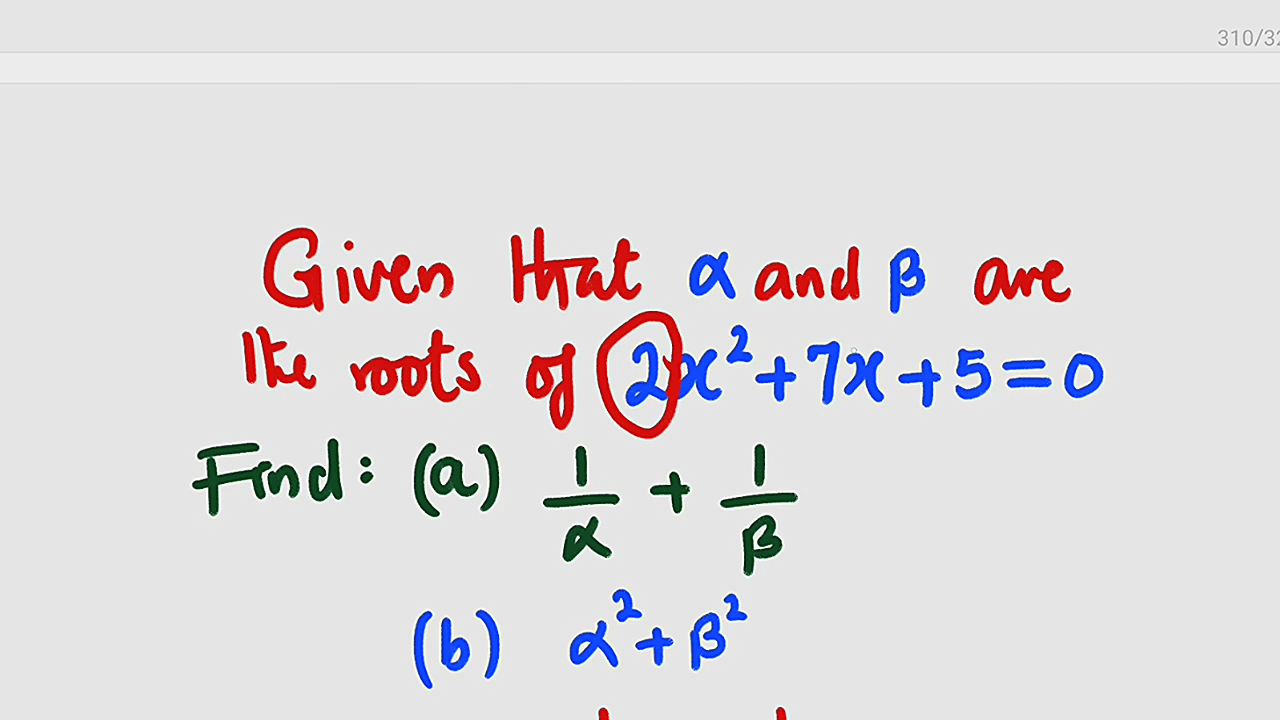 310/32
Given that α and β are
the roots of 2x² + 7x + 5 = 0
Find: (a) 1/α + 1/β
(b) α² + β²